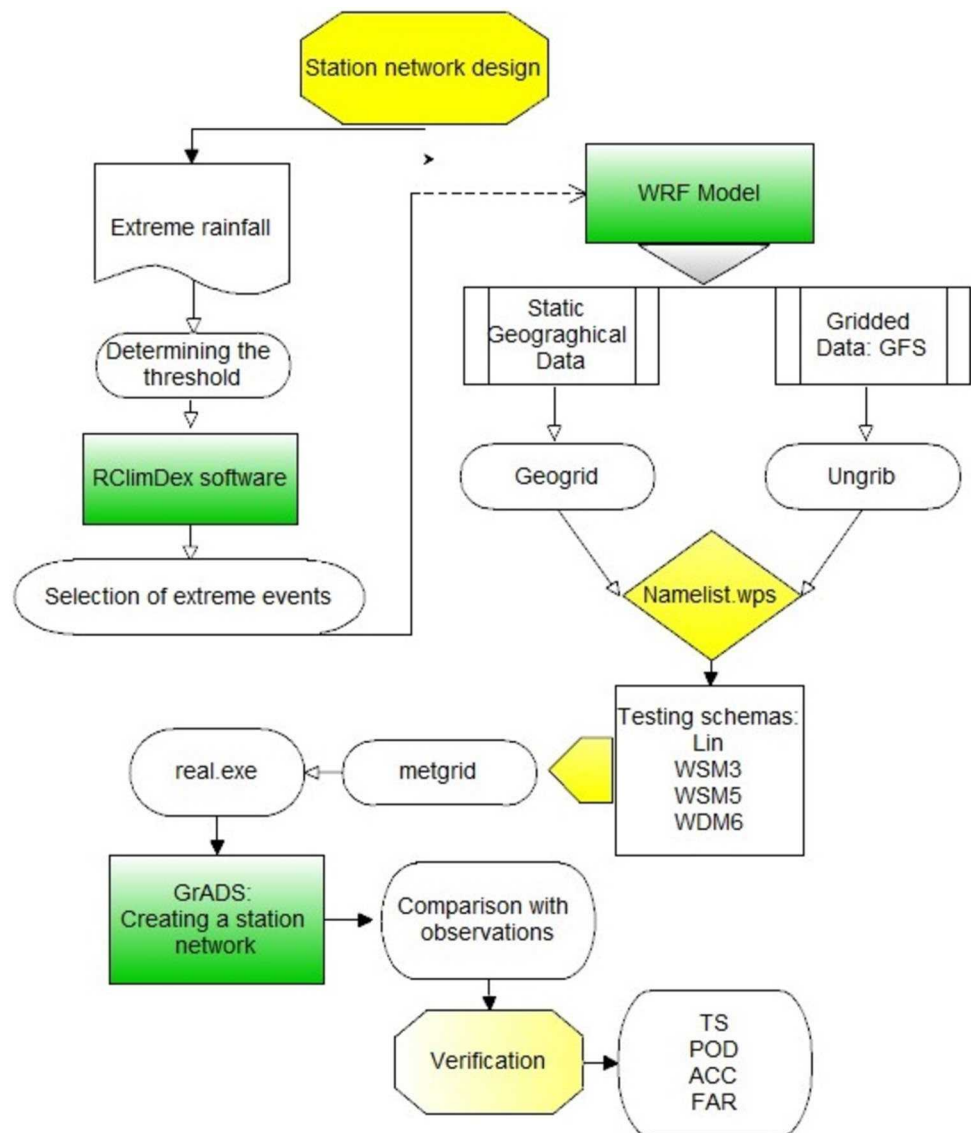 Station network design
Extreme rainfall
Determining the
threshold
RClimDex software
Selection of extreme events
WRF Model
Static
Geograghical
Data
Gridded
Data: GFS
Geogrid
Ungrib
Namelist.wps
Testing schemas:
Lin
WSM3
WSM5
WDM6
metgrid
real.exe
GrADS:
Creating a station
network
Comparison with
observations
Verification
TS
POD
ACC
FAR